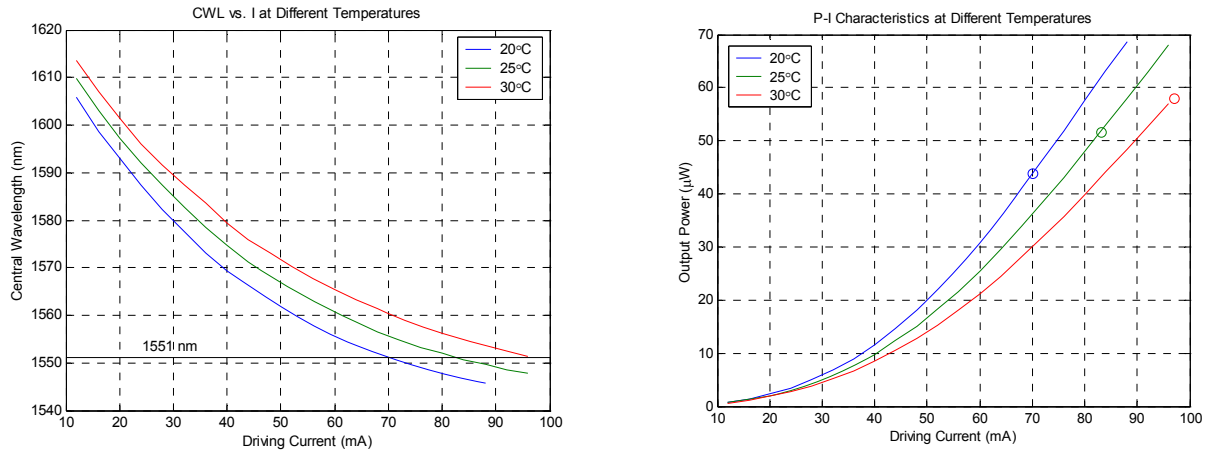 CWL vs. I at Different Temperatures
1620
1610
1600
1590
1580
1570
1560
1550
1540
Central Wavelength (nm)
20°C
25°C
30°C
1551 nm
10 20 30 40 50 60 70 80 90 100
Driving Current (mA)
P-I Characteristics at Different Temperatures
70
60
50
40
30
20
10
0
Output Power (μW)
20°C
25°C
30°C
10 20 30 40 50 60 70 80 90 100
Driving Current (mA)